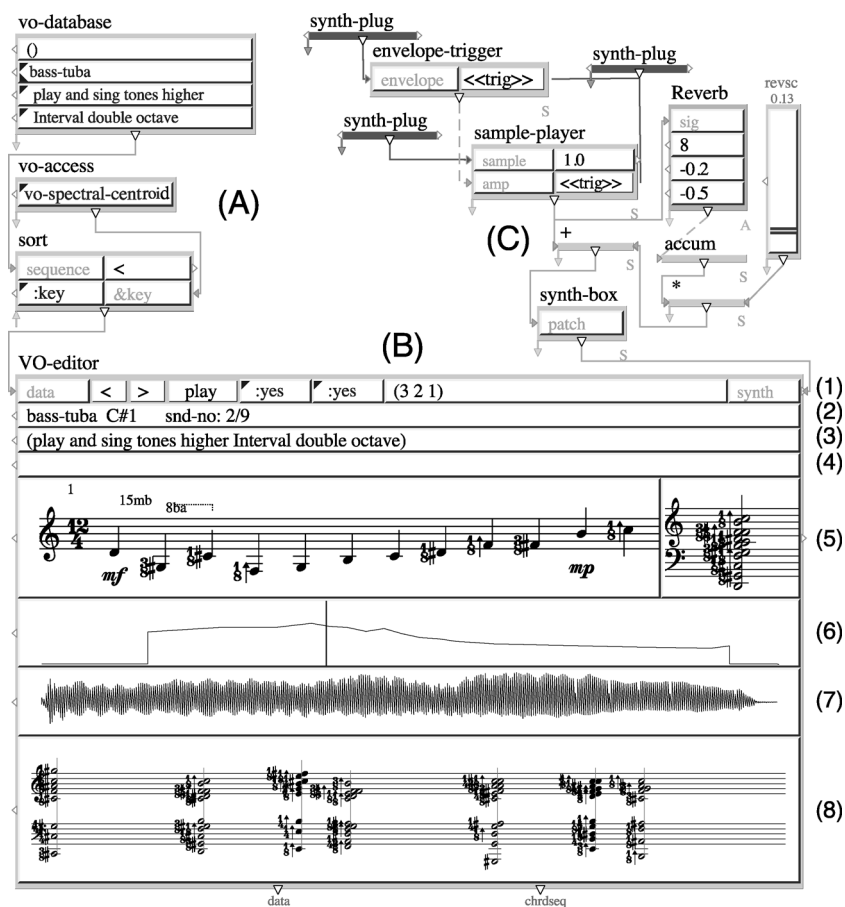 vo-database
()
bass-tuba
play and sing tones higher
Interval double octave
vo-access
vo-spectral-centroid
(A)
sort
sequence <
:key &key
synth-plug
envelope-trigger
envelope <<trig>>
synth-plug
S
synth-plug
sample-player
sample 1.0
amp <<trig>>
S
Reverb
sig
8
-0.2
-0.5
A
revsc
0.13
(C)
+
S
accum
S
*
S
synth-box
patch
S
(B)
VO-editor
data < > play :yes :yes (3 2 1) synth (1)
bass-tuba C#1 snd-no: 2/9 (2)
(play and sing tones higher Interval double octave) (3)
(4)
1
15mb
8ba
12
4
mf
mp
(5)
(6)
(7)
(8)
data chrdseq